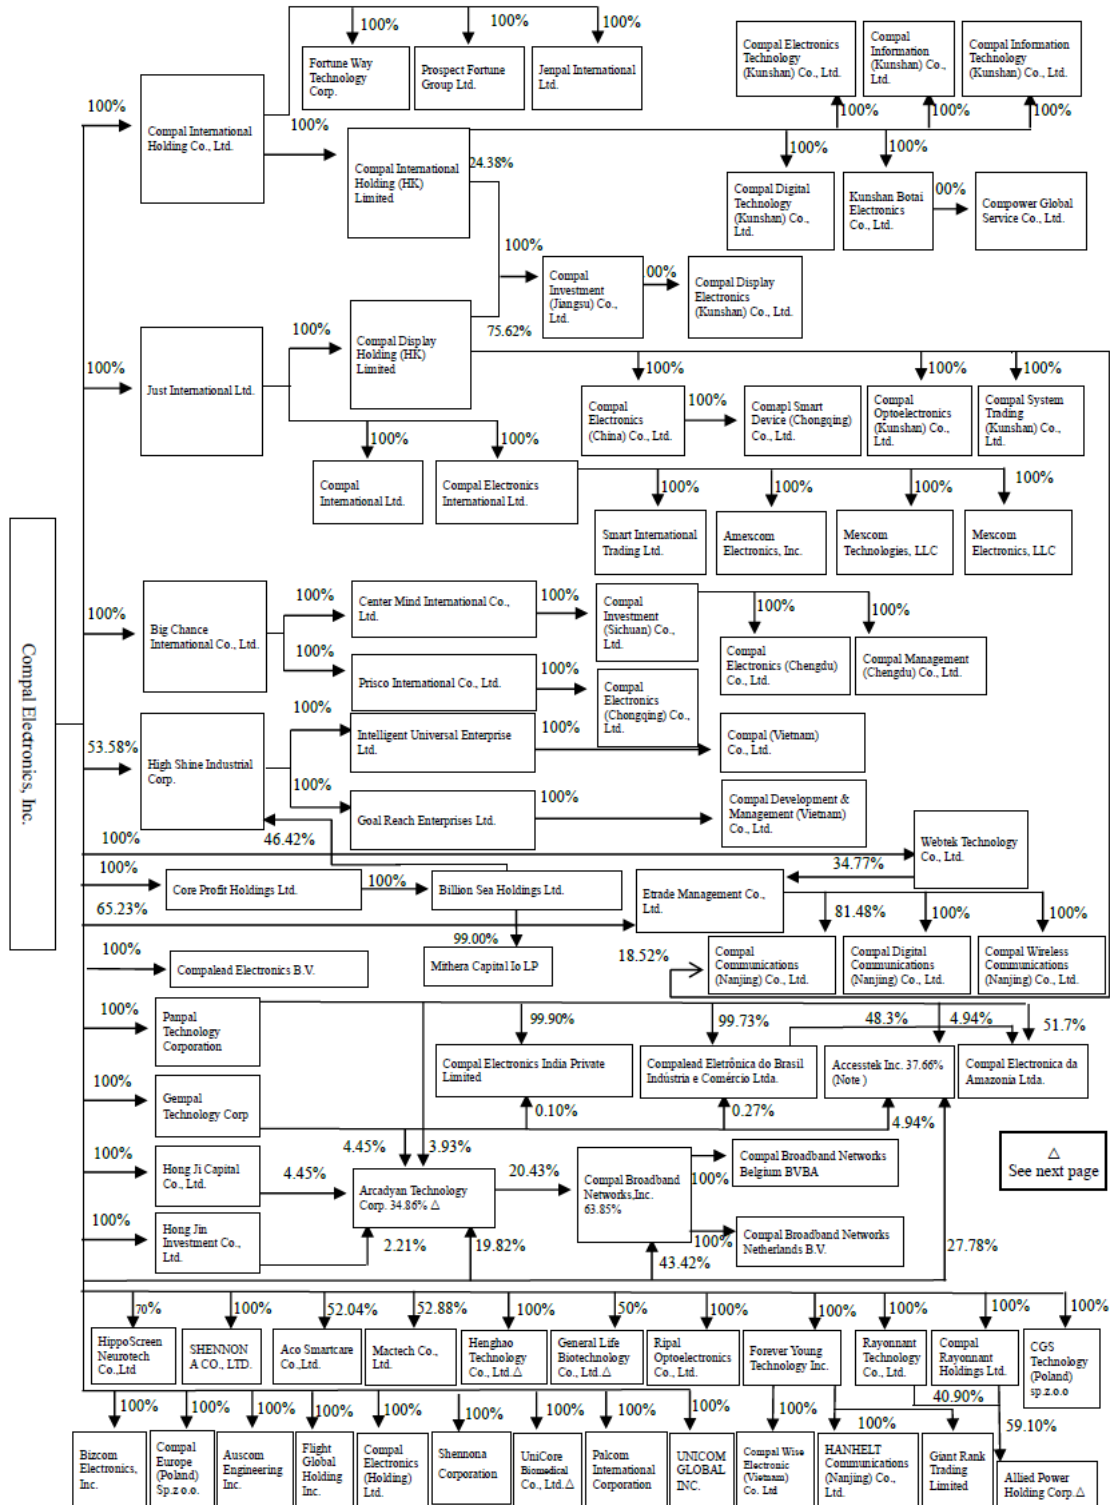 100%
100%
100%
Fortune Way
Technology
Corp.
Prospect Fortune
Group Ltd.
Jenpal International
Ltd.
Compal Electronics
Technology
(Kunshan) Co., Ltd.
Compal
Information
(Kunshan) Co.,
Ltd.
Compal Information
Technology
(Kunshan) Co., Ltd.
100%
Compal International
Holding Co., Ltd.
100%
100%
100%
100%
Compal International
Holding (HK)
Limited
24.38%
100%
100%
Compal Digital
Technology
(Kunshan) Co.,
Ltd.
Kunshan Botai
Electronics
Co., Ltd.
00%
Compower Global
Service Co., Ltd.
100%
Compal
Investment
(Jiangsu) Co.,
Ltd.
00%
Compal Display
Electronics
(Kunshan) Co., Ltd.
100%
Just International Ltd.
100%
Compal Display
Holding (HK)
Limited
75.62%
100%
100%
100%
Compal
Electronics
(China) Co., Ltd.
100%
Comapl Smart
Device (Chongqing)
Co., Ltd.
Compal
Optoelectronics
(Kunshan) Co.,
Ltd.
Compal System
Trading
(Kunshan) Co.,
Ltd.
100%
100%
Compal
International Ltd.
Compal Electronics
International Ltd.
100%
100%
100%
100%
Smart International
Trading Ltd.
Amexcom
Electronics, Inc.
Mexcom
Technologies, LLC
Mexcom
Electronics, LLC
Compal Electronics, Inc.
100%
Big Chance
International Co., Ltd.
100%
Center Mind International Co.,
Ltd.
100%
Compal
Investment
(Sichuan) Co.,
Ltd.
100%
100%
Compal
Electronics (Chengdu)
Co., Ltd.
Compal Management
(Chengdu) Co., Ltd.
100%
Prisco International Co., Ltd.
100%
Compal
Electronics
(Chongqing) Co.,
Ltd.
53.58%
High Shine Industrial
Corp.
100%
Intelligent Universal Enterprise
Ltd.
100%
Compal (Vietnam)
Co., Ltd.
100%
Goal Reach Enterprises Ltd.
100%
Compal Development &
Management (Vietnam)
Co., Ltd.
46.42%
100%
Webtek Technology
Co., Ltd.
34.77%
100%
Core Profit Holdings Ltd.
100%
Billion Sea Holdings Ltd.
Etrade Management Co.,
Ltd.
65.23%
81.48%
100%
100%
99.00%
Mithera Capital Io LP
18.52%
Compal
Communications
(Nanjing) Co., Ltd.
Compal Digital
Communications
(Nanjing) Co., Ltd.
Compal Wireless
Communications
(Nanjing) Co., Ltd.
100%
Compalead Electronics B.V.
100%
Panpal
Technology
Corporation
99.90%
99.73%
48.3%
4.94%
51.7%
Compal Electronics India Private
Limited
Compalead Eletrônica do Brasil
Indústria e Comércio Ltda.
Accesstek Inc. 37.66%
(Note )
Compal Electronica da
Amazonia Ltda.
100%
Gempal
Technology Corp
0.10%
0.27%
4.94%
4.45%
3.93%
100%
Hong Ji Capital
Co., Ltd.
4.45%
Arcadyan Technology
Corp. 34.86% △
20.43%
Compal Broadband
Networks,Inc.
63.85%
100%
Compal Broadband Networks
Belgium BVBA
△
See next page
100%
Hong Jin
Investment Co.,
Ltd.
2.21%
19.82%
43.42%
100%
Compal Broadband Networks
Netherlands B.V.
27.78%
70%
100%
52.04%
52.88%
100%
50%
100%
100%
100%
100%
100%
HippoScreen
Neurotech
Co.,Ltd
SHENNON
A CO., LTD.
Aco Smartcare
Co.,Ltd.
Mactech Co.,
Ltd.
Henghao
Technology
Co., Ltd.△
General Life
Biotechnology
Co., Ltd.△
Ripal
Optoelectronics
Co., Ltd.
Forever Young
Technology Inc.
Rayonnant
Technology
Co., Ltd.
Compal
Rayonnant
Holdings Ltd.
CGS
Technology
(Poland)
sp.z.o.o
40.90%
59.10%
100%
100%
100%
100%
100%
100%
100%
100%
100%
100%
100%
100%
Bizcom
Electronics,
Inc.
Compal
Europe
(Poland)
Sp.z o.o.
Auscom
Engineering
Inc.
Flight
Global
Holding
Inc.
Compal
Electronics
(Holding)
Ltd.
Shennona
Corporation
UniCore
Biomedical
Co., Ltd.△
Palcom
International
Corporation
UNICOM
GLOBAL
INC.
Compal Wise
Electronic
(Vietnam)
Co. Ltd
HANHELT
Communications
(Nanjing) Co.,
Ltd.
Giant Rank
Trading
Limited
Allied Power
Holding Corp.△